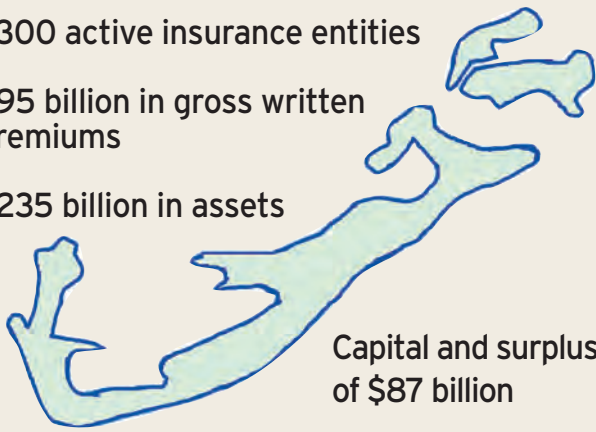 300 active insurance entities
95 billion in gross written
remiums
235 billion in assets
Capital and surplus
of $87 billion